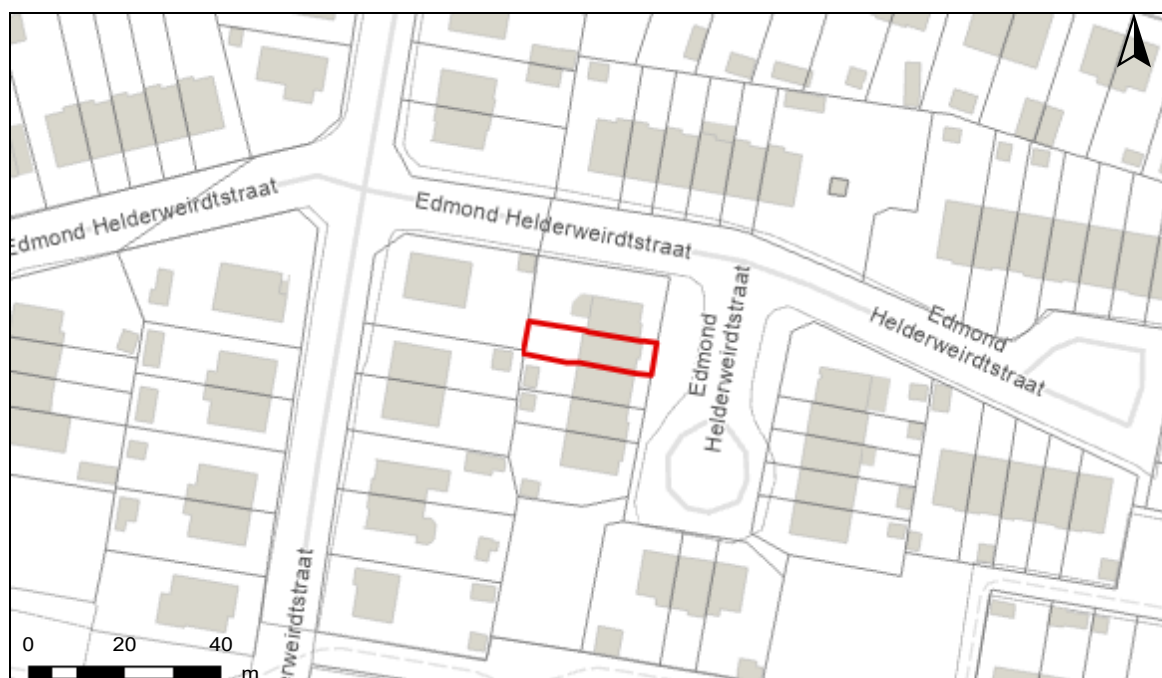 Edmond Helderweirdtstraat
Edmond Helderweirdtstraat
Edmond
Helderweirdtstraat
Edmond
Helderweirdtstraat
erweirdtstraat
0 20 40
m